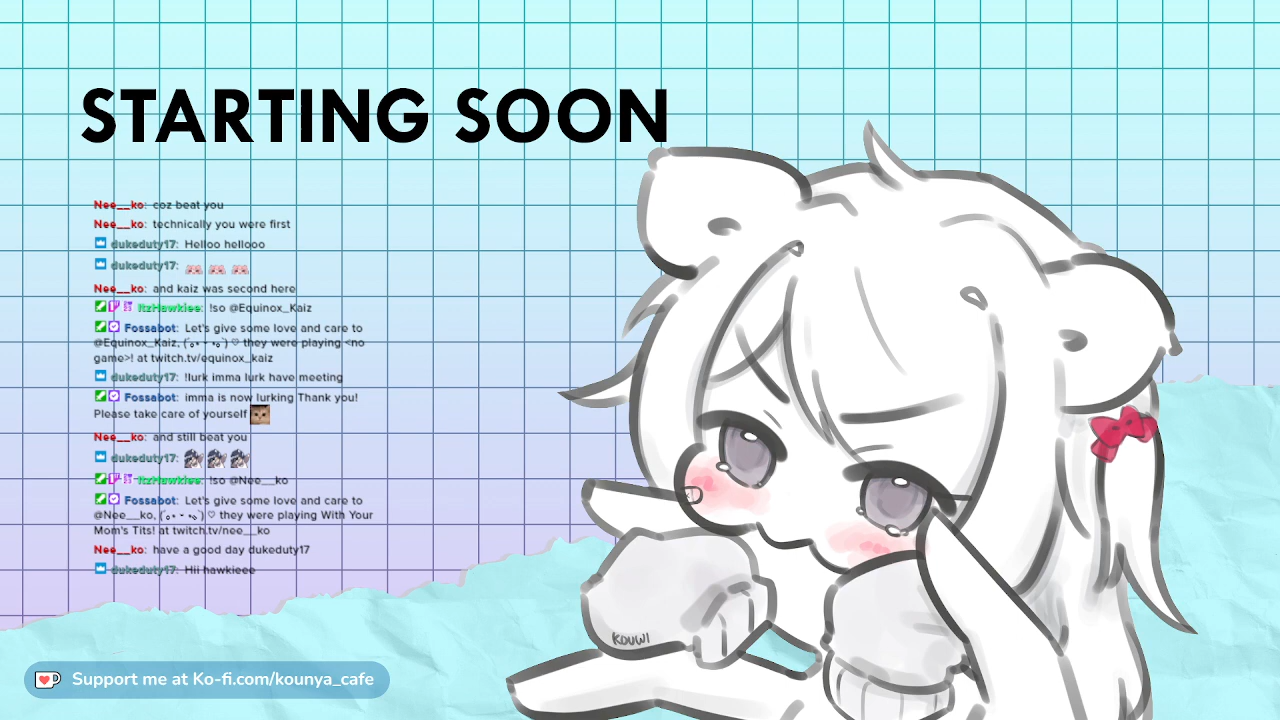 STARTING SOON
Nee__ko: coz beat you
Nee__ko: technically you were first
dukeduty17: Helloo hellooo
dukeduty17:
Nee__ko: and kaiz was second here
ItzHawkiee: !so @Equinox_Kaiz
Fossabot: Let's give some love and care to
@Equinox_Kaiz, ♡ they were playing <no
game>! at twitch.tv/equinox_kaiz
dukeduty17: !lurk imma lurk have meeting
Fossabot: imma is now lurking Thank you!
Please take care of yourself
Nee__ko: and still beat you
dukeduty17:
ItzHawkiee: !so @Nee__ko
Fossabot: Let's give some love and care to
@Nee__ko, ♡ they were playing With Your
Mom's Tits! at twitch.tv/nee__ko
Nee__ko: have a good day dukeduty17
dukeduty17: Hii hawkieee
KOUWI
Support me at Ko-fi.com/kounya_cafe